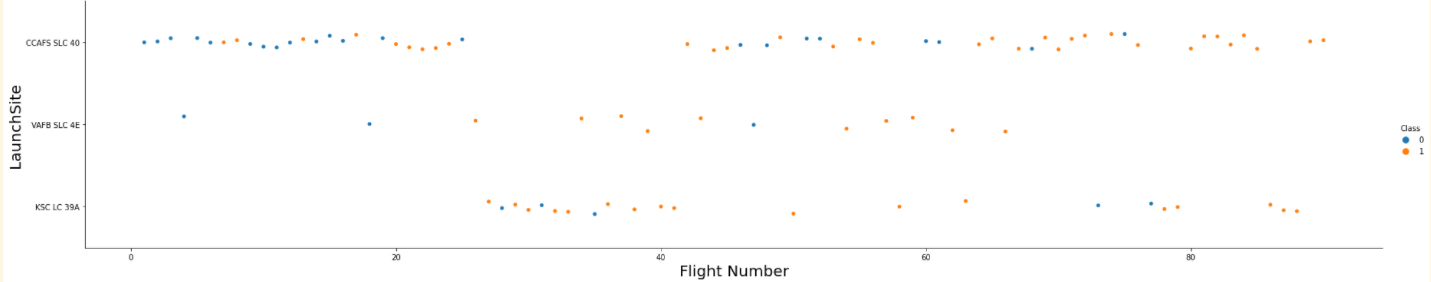 CCAFS SLC 40
VAFB SLC 4E
KSC LC 39A
LaunchSite
0 20 40 60 80
Flight Number
Class
0
1